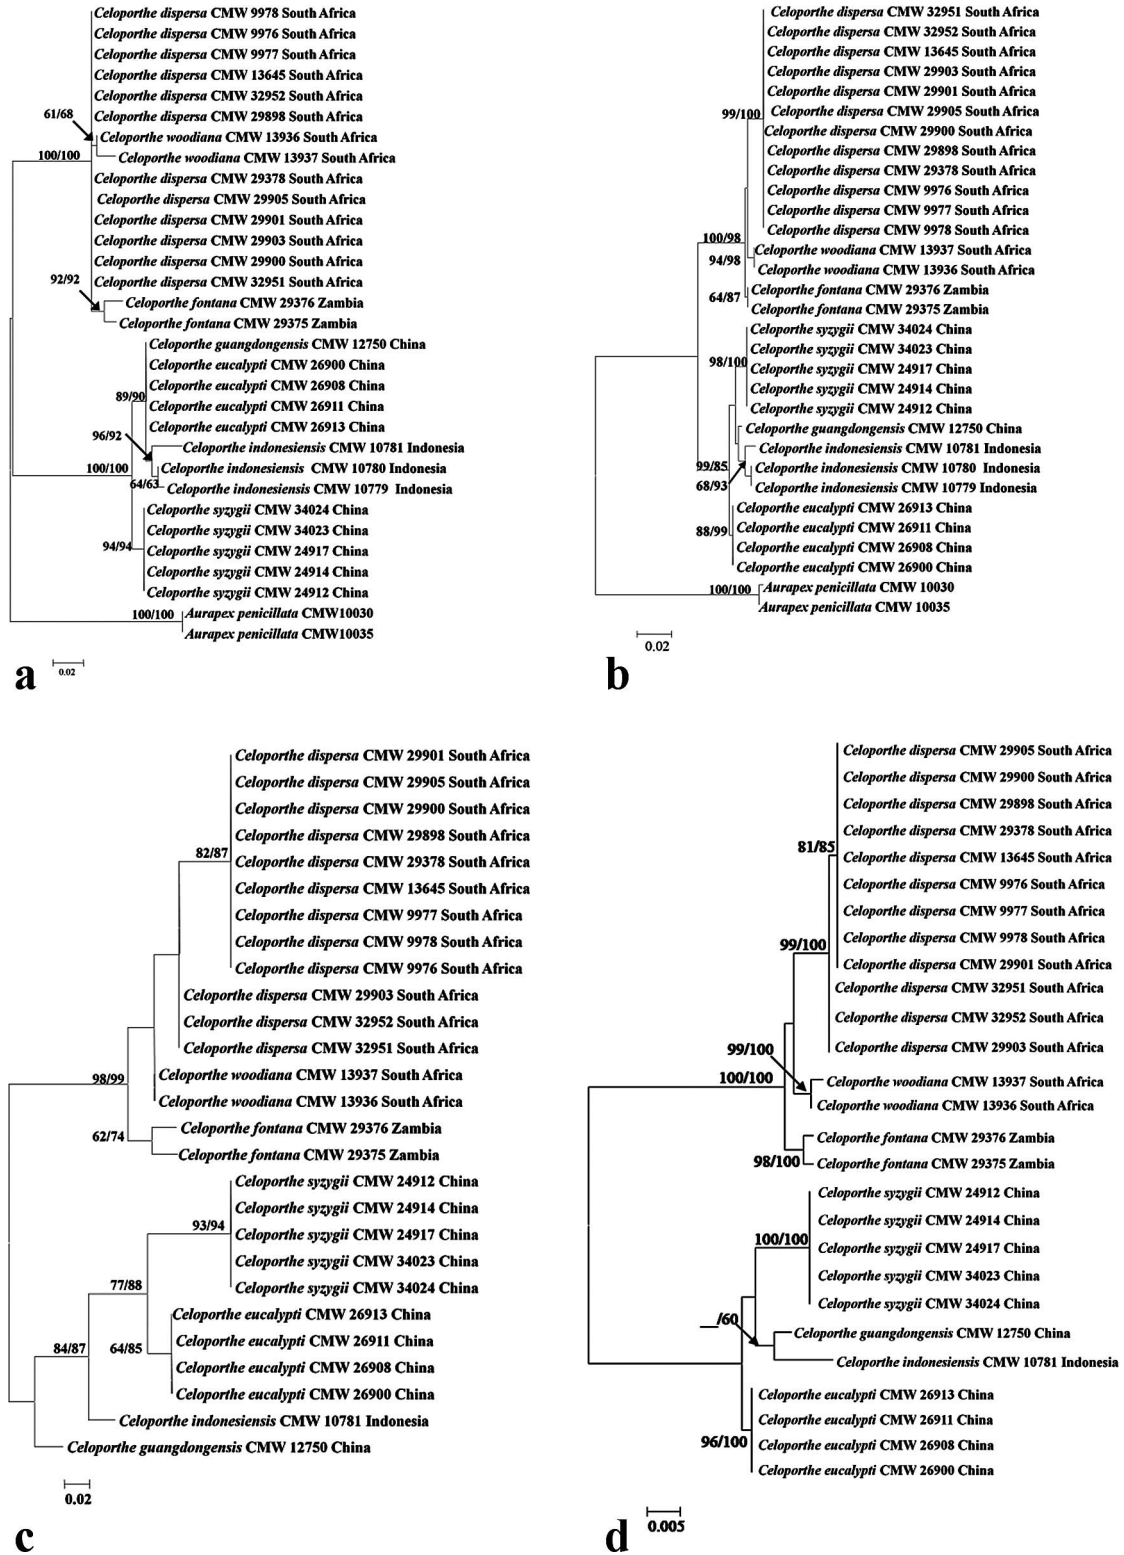 Celoporthe dispersa CMW 9978 South Africa
Celoporthe dispersa CMW 9976 South Africa
Celoporthe dispersa CMW 9977 South Africa
Celoporthe dispersa CMW 13645 South Africa
Celoporthe dispersa CMW 32952 South Africa
Celoporthe dispersa CMW 29898 South Africa
61/68
Celoporthe woodiana CMW 13936 South Africa
100/100
Celoporthe woodiana CMW 13937 South Africa
Celoporthe dispersa CMW 29378 South Africa
Celoporthe dispersa CMW 29905 South Africa
Celoporthe dispersa CMW 29901 South Africa
Celoporthe dispersa CMW 29903 South Africa
Celoporthe dispersa CMW 29900 South Africa
92/92
Celoporthe dispersa CMW 32951 South Africa
Celoporthe fontana CMW 29376 Zambia
Celoporthe fontana CMW 29375 Zambia
Celoporthe guangdongensis CMW 12750 China
Celoporthe eucalypti CMW 26900 China
Celoporthe eucalypti CMW 26908 China
89/90
Celoporthe eucalypti CMW 26911 China
Celoporthe eucalypti CMW 26913 China
96/92
Celoporthe indonesiensis CMW 10781 Indonesia
100/100
Celoporthe indonesiensis CMW 10780 Indonesia
64/63
Celoporthe indonesiensis CMW 10779 Indonesia
Celoporthe syzygii CMW 34024 China
Celoporthe syzygii CMW 34023 China
94/94
Celoporthe syzygii CMW 24917 China
Celoporthe syzygii CMW 24914 China
Celoporthe syzygii CMW 24912 China
100/100
Aurapex penicillata CMW10030
Aurapex penicillata CMW10035
0.02
a
Celoporthe dispersa CMW 32951 South Africa
Celoporthe dispersa CMW 32952 South Africa
Celoporthe dispersa CMW 13645 South Africa
Celoporthe dispersa CMW 29903 South Africa
Celoporthe dispersa CMW 29901 South Africa
99/100
Celoporthe dispersa CMW 29905 South Africa
Celoporthe dispersa CMW 29900 South Africa
Celoporthe dispersa CMW 29898 South Africa
Celoporthe dispersa CMW 29378 South Africa
Celoporthe dispersa CMW 9976 South Africa
Celoporthe dispersa CMW 9977 South Africa
Celoporthe dispersa CMW 9978 South Africa
100/98
Celoporthe woodiana CMW 13937 South Africa
94/98
Celoporthe woodiana CMW 13936 South Africa
Celoporthe fontana CMW 29376 Zambia
64/87
Celoporthe fontana CMW 29375 Zambia
Celoporthe syzygii CMW 34024 China
Celoporthe syzygii CMW 34023 China
98/100
Celoporthe syzygii CMW 24917 China
Celoporthe syzygii CMW 24914 China
Celoporthe syzygii CMW 24912 China
Celoporthe guangdongensis CMW 12750 China
Celoporthe indonesiensis CMW 10781 Indonesia
99/85
Celoporthe indonesiensis CMW 10780 Indonesia
68/93
Celoporthe indonesiensis CMW 10779 Indonesia
Celoporthe eucalypti CMW 26913 China
88/99
Celoporthe eucalypti CMW 26911 China
Celoporthe eucalypti CMW 26908 China
Celoporthe eucalypti CMW 26900 China
100/100
Aurapex penicillata CMW 10030
Aurapex penicillata CMW 10035
0.02
b
Celoporthe dispersa CMW 29901 South Africa
Celoporthe dispersa CMW 29905 South Africa
Celoporthe dispersa CMW 29900 South Africa
Celoporthe dispersa CMW 29898 South Africa
82/87
Celoporthe dispersa CMW 29378 South Africa
Celoporthe dispersa CMW 13645 South Africa
Celoporthe dispersa CMW 9977 South Africa
Celoporthe dispersa CMW 9978 South Africa
Celoporthe dispersa CMW 9976 South Africa
Celoporthe dispersa CMW 29903 South Africa
Celoporthe dispersa CMW 32952 South Africa
Celoporthe dispersa CMW 32951 South Africa
98/99
Celoporthe woodiana CMW 13937 South Africa
Celoporthe woodiana CMW 13936 South Africa
Celoporthe fontana CMW 29376 Zambia
62/74
Celoporthe fontana CMW 29375 Zambia
Celoporthe syzygii CMW 24912 China
Celoporthe syzygii CMW 24914 China
93/94
Celoporthe syzygii CMW 24917 China
Celoporthe syzygii CMW 34023 China
77/88
Celoporthe syzygii CMW 34024 China
Celoporthe eucalypti CMW 26913 China
84/87
64/85
Celoporthe eucalypti CMW 26911 China
Celoporthe eucalypti CMW 26908 China
Celoporthe eucalypti CMW 26900 China
Celoporthe indonesiensis CMW 10781 Indonesia
Celoporthe guangdongensis CMW 12750 China
0.02
c
Celoporthe dispersa CMW 29905 South Africa
Celoporthe dispersa CMW 29900 South Africa
Celoporthe dispersa CMW 29898 South Africa
Celoporthe dispersa CMW 29378 South Africa
81/85
Celoporthe dispersa CMW 13645 South Africa
Celoporthe dispersa CMW 9976 South Africa
Celoporthe dispersa CMW 9977 South Africa
99/100
Celoporthe dispersa CMW 9978 South Africa
Celoporthe dispersa CMW 29901 South Africa
Celoporthe dispersa CMW 32951 South Africa
Celoporthe dispersa CMW 32952 South Africa
Celoporthe dispersa CMW 29903 South Africa
99/100
100/100
Celoporthe woodiana CMW 13937 South Africa
Celoporthe woodiana CMW 13936 South Africa
Celoporthe fontana CMW 29376 Zambia
98/100
Celoporthe fontana CMW 29375 Zambia
Celoporthe syzygii CMW 24912 China
Celoporthe syzygii CMW 24914 China
100/100
Celoporthe syzygii CMW 24917 China
Celoporthe syzygii CMW 34023 China
Celoporthe syzygii CMW 34024 China
__/60
Celoporthe guangdongensis CMW 12750 China
Celoporthe indonesiensis CMW 10781 Indonesia
Celoporthe eucalypti CMW 26913 China
Celoporthe eucalypti CMW 26911 China
96/100
Celoporthe eucalypti CMW 26908 China
Celoporthe eucalypti CMW 26900 China
0.005
d